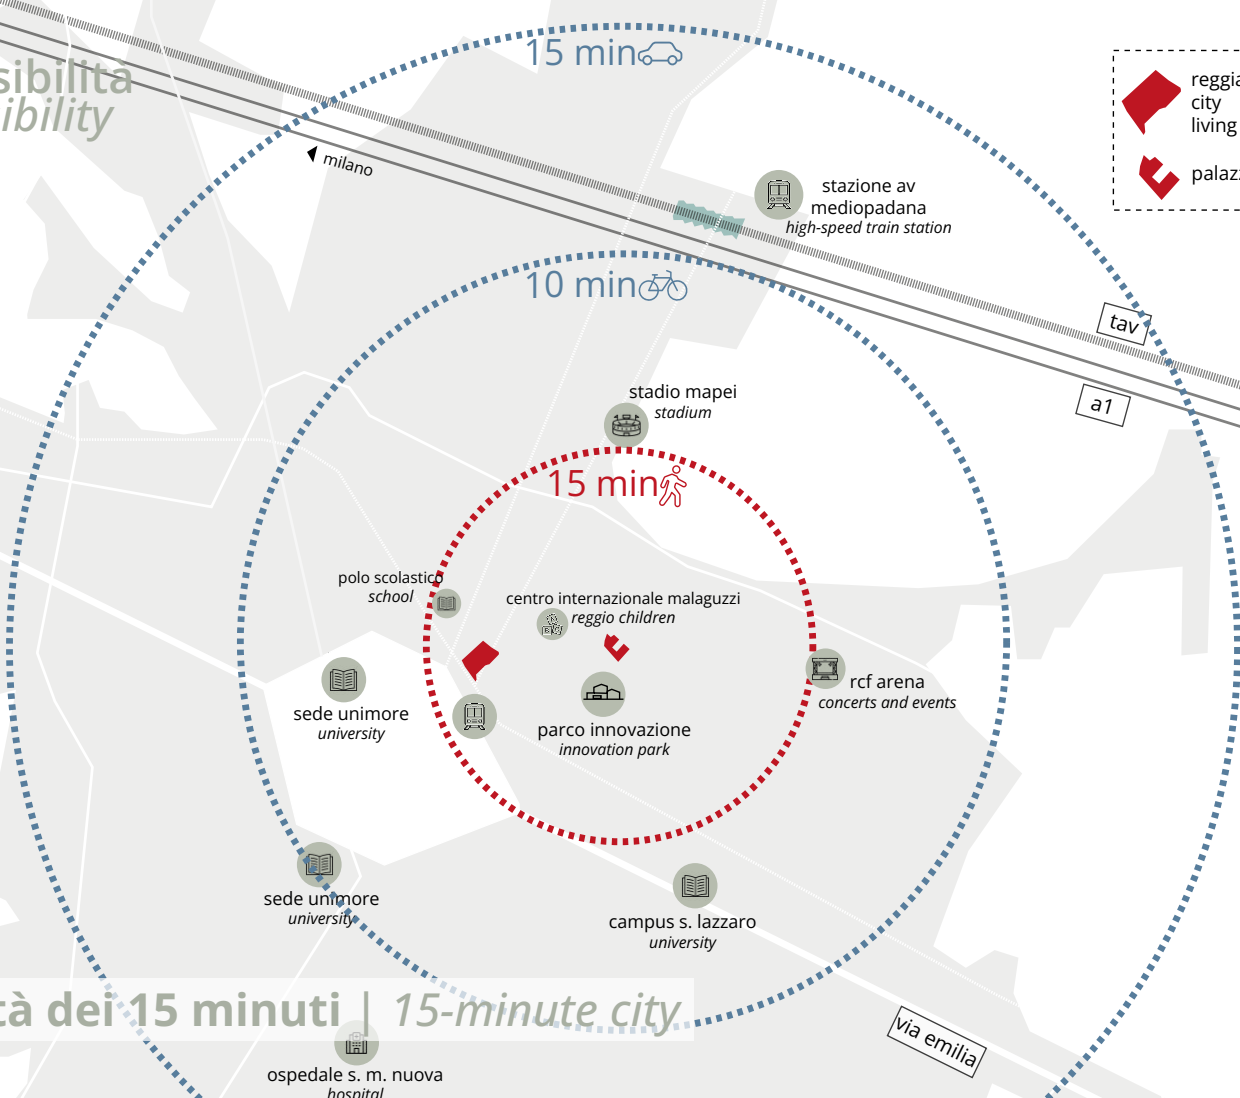 15 min
sibilità
ibility
milano
reggia
city
living
palazz
stazione av
mediopadana
high-speed train station
10 min
tav
a1
stadio mapei
stadium
15 min
polo scolastico
school
centro internazionale malaguzzi
reggio children
sede unimore
university
rcf arena
concerts and events
parco innovazione
innovation park
sede unimore
university
campus s. lazzaro
university
tà dei 15 minuti | 15-minute city
via emilia
ospedale s. m. nuova
hospital